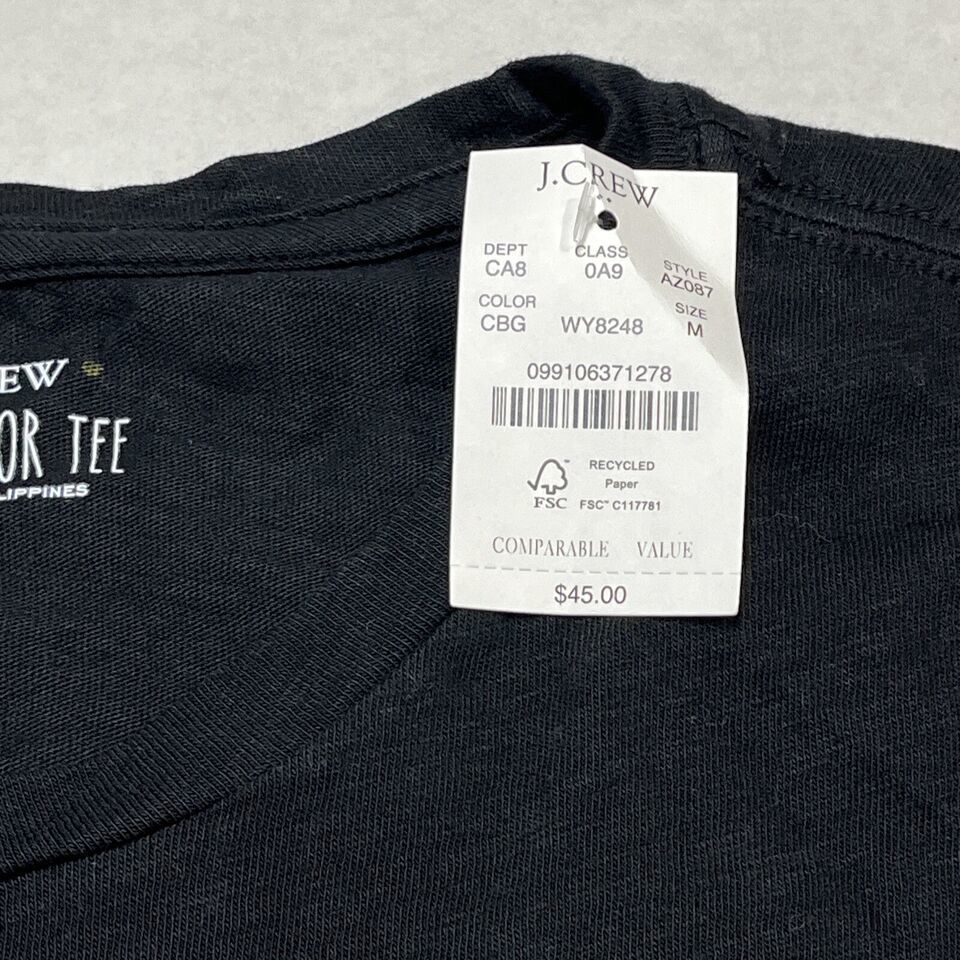 J.CREW
DEPT CLASS STYLE
CA8 0A9 AZ087
COLOR SIZE
CBG WY8248 M
099106371278
RECYCLED
Paper
FSC FSC™ C117781
COMPARABLE VALUE
$45.00
EW
OR TEE
LIPPINES